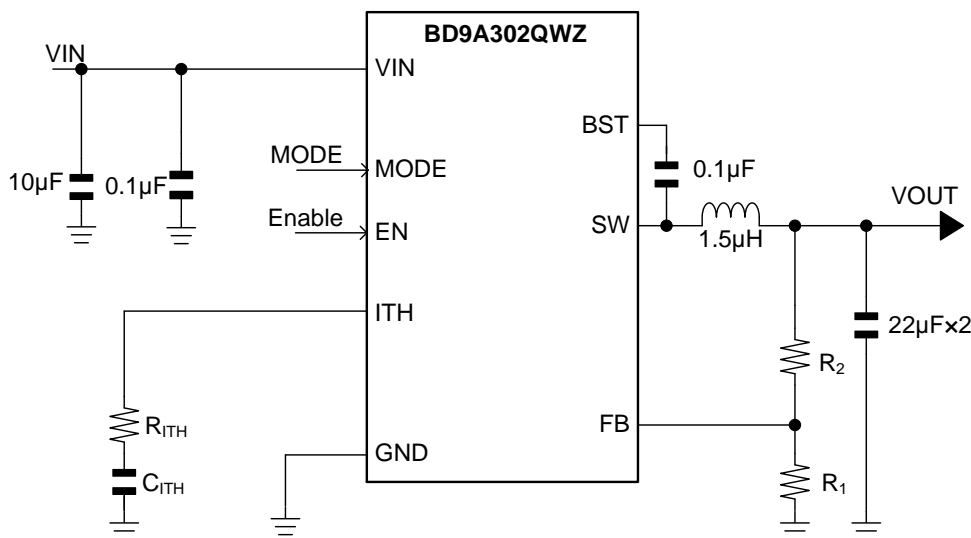 BD9A302QWZ
VIN
VIN
BST
10µF
0.1µF
MODE
MODE
0.1µF
Enable
EN
SW
1.5µH
VOUT
ITH
22µF×2
R2
RITH
FB
CITH
GND
R1